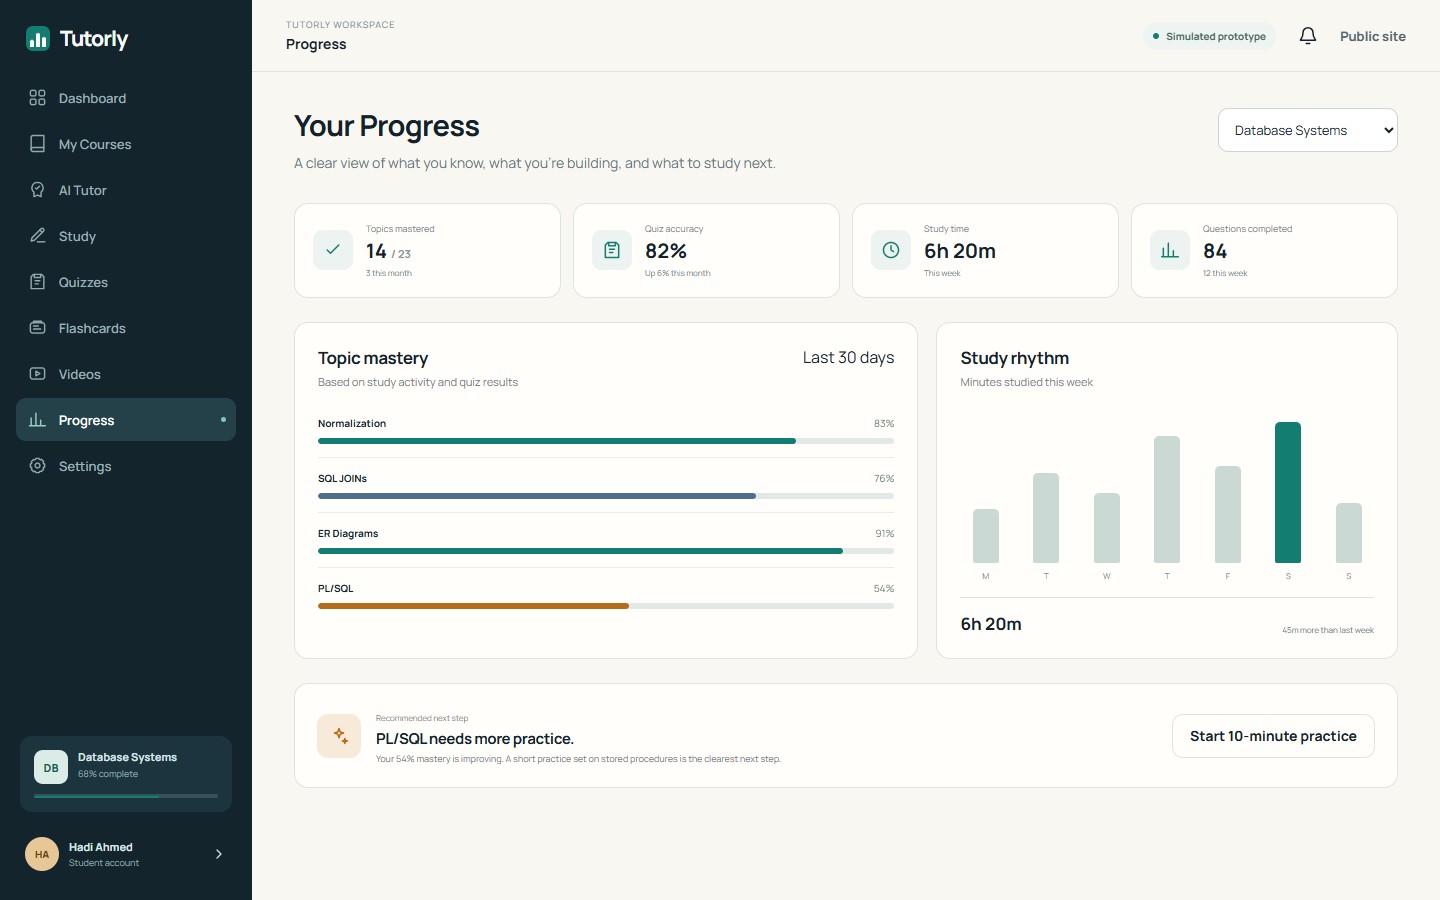 Tutorly
Dashboard
My Courses
AI Tutor
Study
Quizzes
Flashcards
Videos
Progress
Settings
DB
Database Systems
68% complete
HA
Hadi Ahmed
Student account
TUTORLY WORKSPACE
Progress
Simulated prototype
Public site
Your Progress
A clear view of what you know, what you're building, and what to study next.
Database Systems
Topics mastered
14 / 23
3 this month
Quiz accuracy
82%
Up 6% this month
Study time
6h 20m
This week
Questions completed
84
12 this week
Topic mastery
Last 30 days
Based on study activity and quiz results
Normalization 83%
SQL JOINs 76%
ER Diagrams 91%
PL/SQL 54%
Study rhythm
Minutes studied this week
M T W T F S S
6h 20m
45m more than last week
Recommended next step
PL/SQL needs more practice.
Your 54% mastery is improving. A short practice set on stored procedures is the clearest next step.
Start 10-minute practice